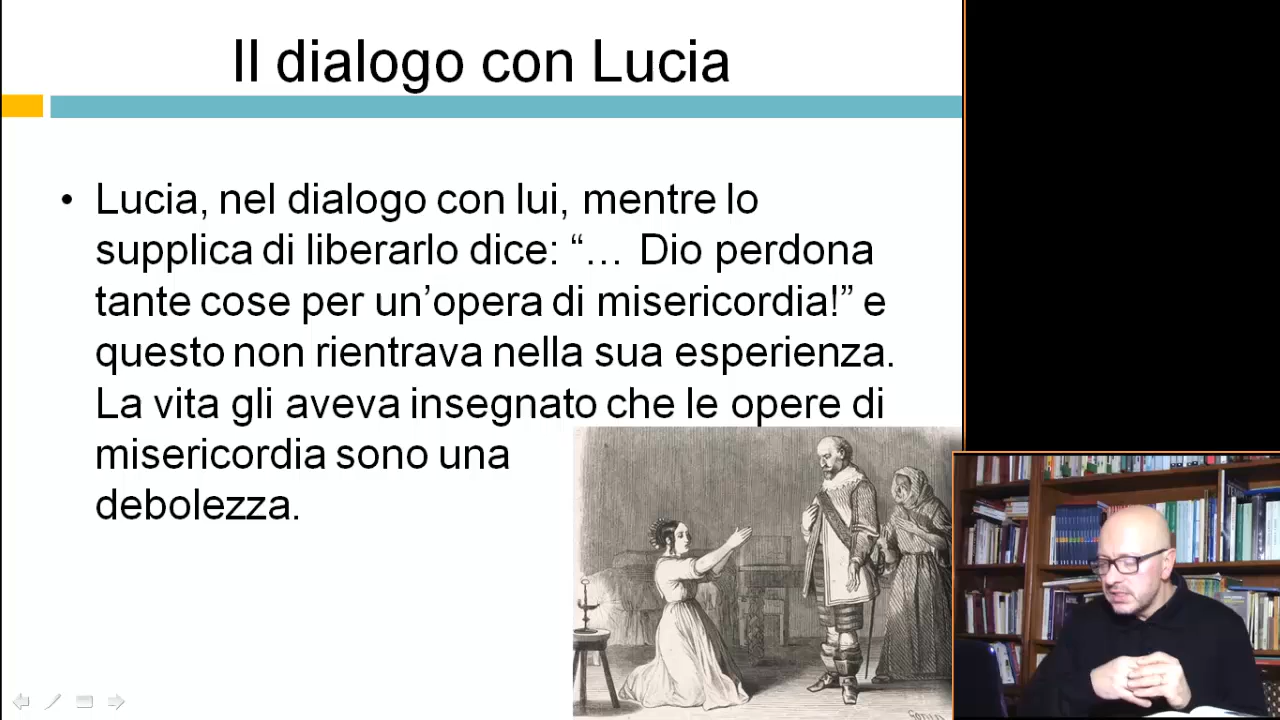 Il dialogo con Lucia
• Lucia, nel dialogo con lui, mentre lo
supplica di liberarlo dice: “… Dio perdona
tante cose per un’opera di misericordia!” e
questo non rientrava nella sua esperienza.
La vita gli aveva insegnato che le opere di
misericordia sono una
debolezza.